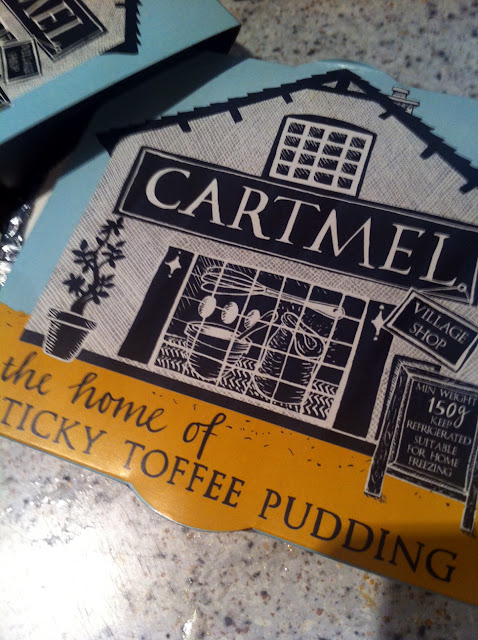 CARTMEL
VILLAGE
SHOP
MIN. WEIGHT
150g
KEEP
REFRIGERATED
SUITABLE
FOR HOME
FREEZING
the home of
TICKY TOFFEE PUDDING